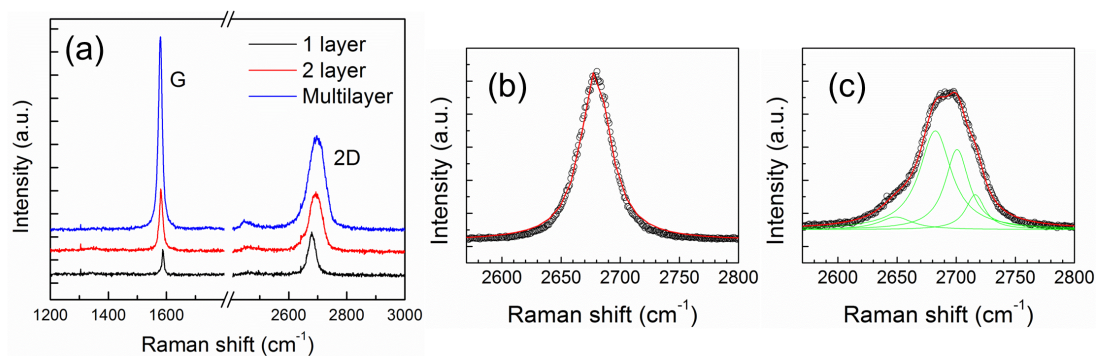 (a)
G
2D
1 layer
2 layer
Multilayer
Intensity (a.u.)
1200 1600 2600 2800 3000
Raman shift (cm⁻¹)
(b)
Intensity (a.u.)
2600 2650 2700 2750 2800
Raman shift (cm⁻¹)
(c)
Intensity (a.u.)
2600 2650 2700 2750 2800
Raman shift (cm⁻¹)